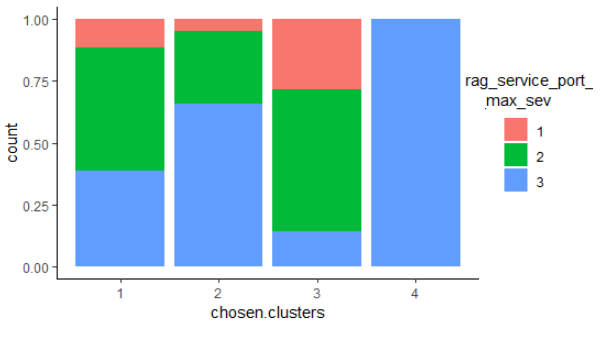 1.00
0.75
0.50
0.25
0.00
count
1 2 3 4
chosen.clusters
rag_service_port_
max_sev
1
2
3